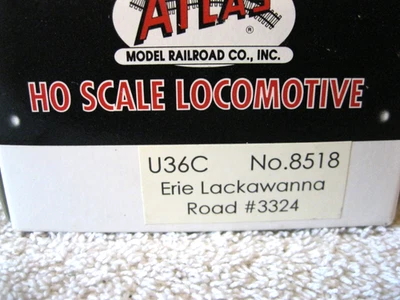 ATLAS
®
MODEL RAILROAD CO., INC.
HO SCALE LOCOMOTIVE
U36C No.8518
Erie Lackawanna
Road #3324